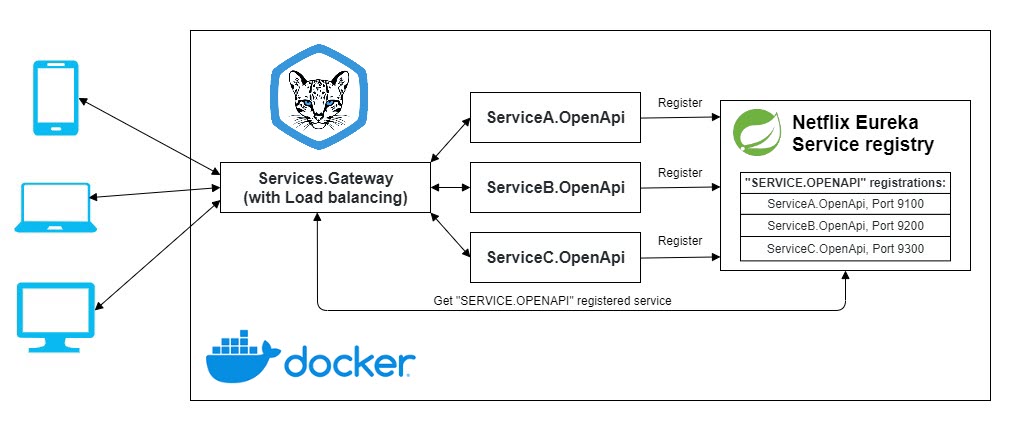 Services.Gateway
(with Load balancing)
ServiceA.OpenApi
ServiceB.OpenApi
ServiceC.OpenApi
Register
Register
Register
Netflix Eureka
Service registry
"SERVICE.OPENAPI" registrations:
ServiceA.OpenApi, Port 9100
ServiceB.OpenApi, Port 9200
ServiceC.OpenApi, Port 9300
Get "SERVICE.OPENAPI" registered service
docker